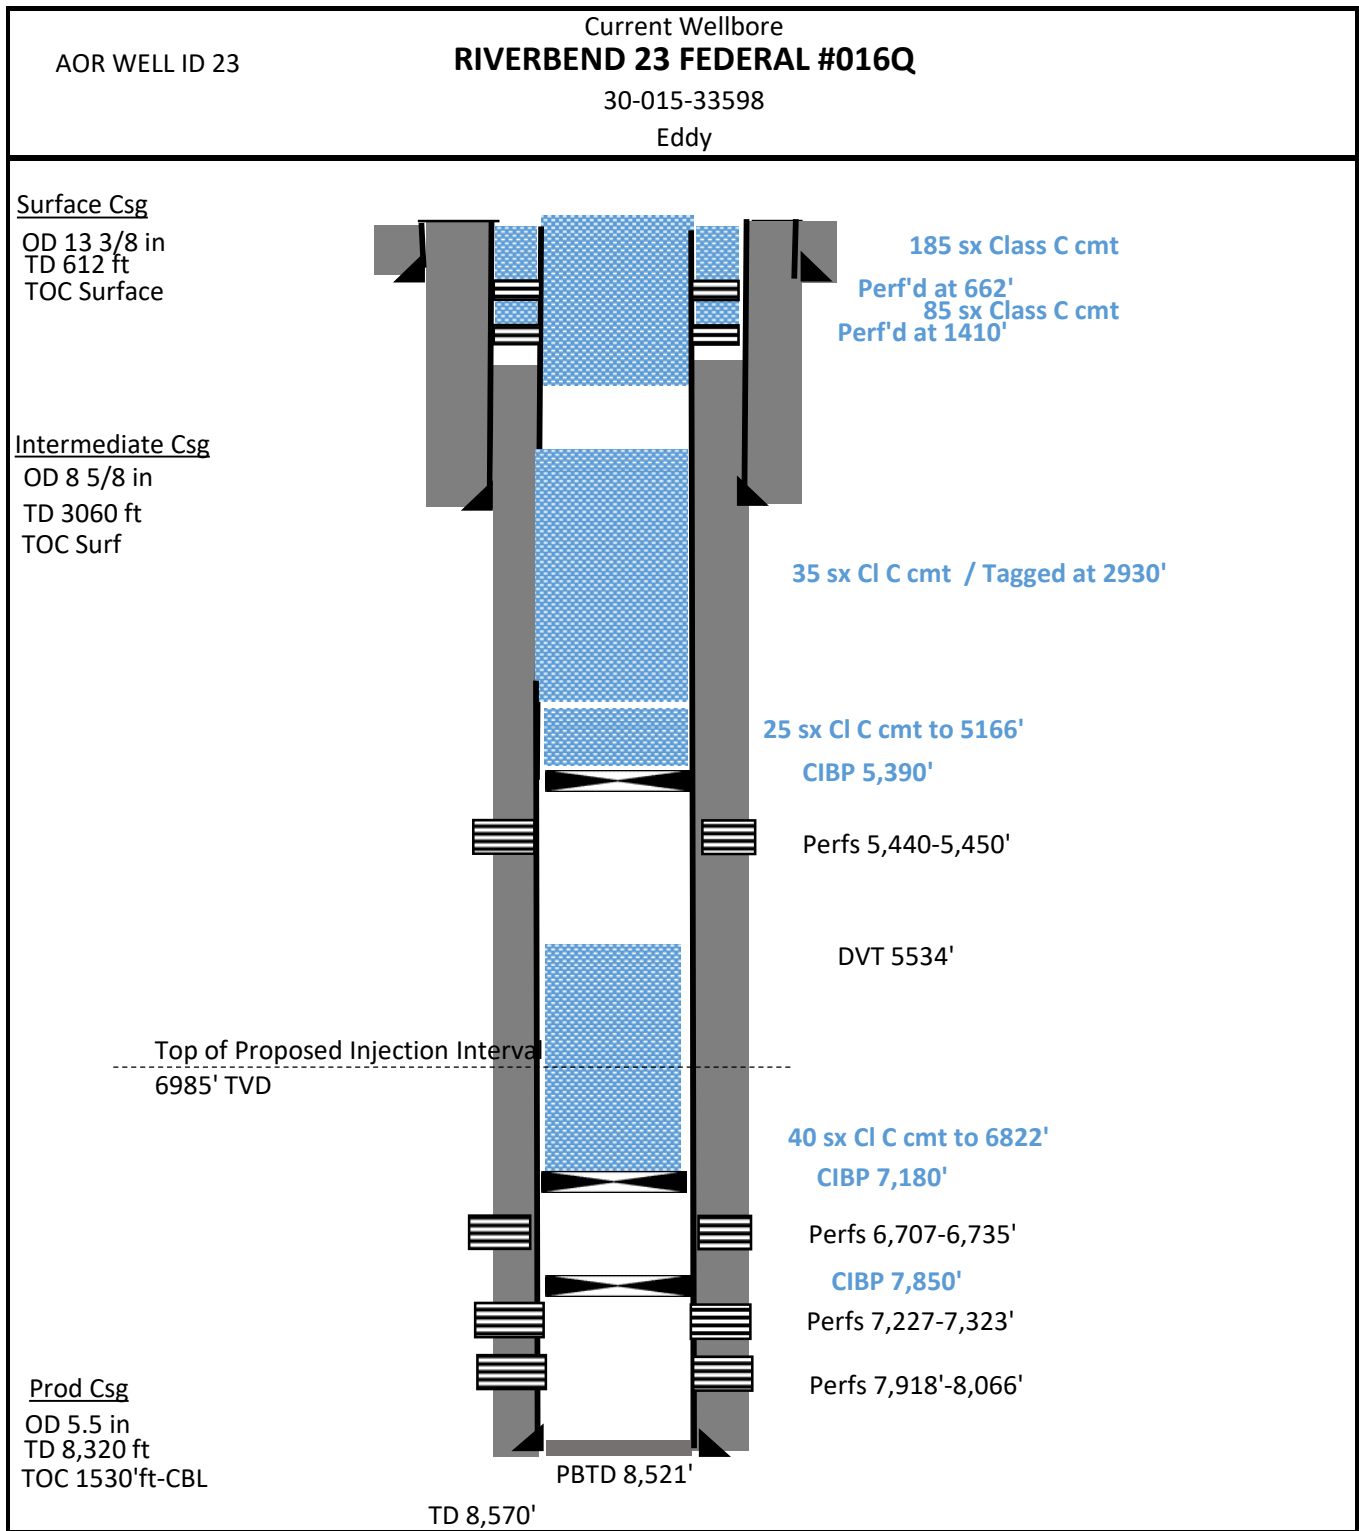 Current Wellbore
AOR WELL ID 23
RIVERBEND 23 FEDERAL #016Q
30-015-33598
Eddy
Surface Csg
OD 13 3/8 in
TD 612 ft
TOC Surface
185 sx Class C cmt
Perf'd at 662'
85 sx Class C cmt
Perf'd at 1410'
Intermediate Csg
OD 8 5/8 in
TD 3060 ft
TOC Surf
35 sx Cl C cmt / Tagged at 2930'
25 sx Cl C cmt to 5166'
CIBP 5,390'
Perfs 5,440-5,450'
DVT 5534'
Top of Proposed Injection Interval
6985' TVD
40 sx Cl C cmt to 6822'
CIBP 7,180'
Perfs 6,707-6,735'
CIBP 7,850'
Perfs 7,227-7,323'
Perfs 7,918'-8,066'
Prod Csg
OD 5.5 in
TD 8,320 ft
TOC 1530'ft-CBL
PBTD 8,521'
TD 8,570'